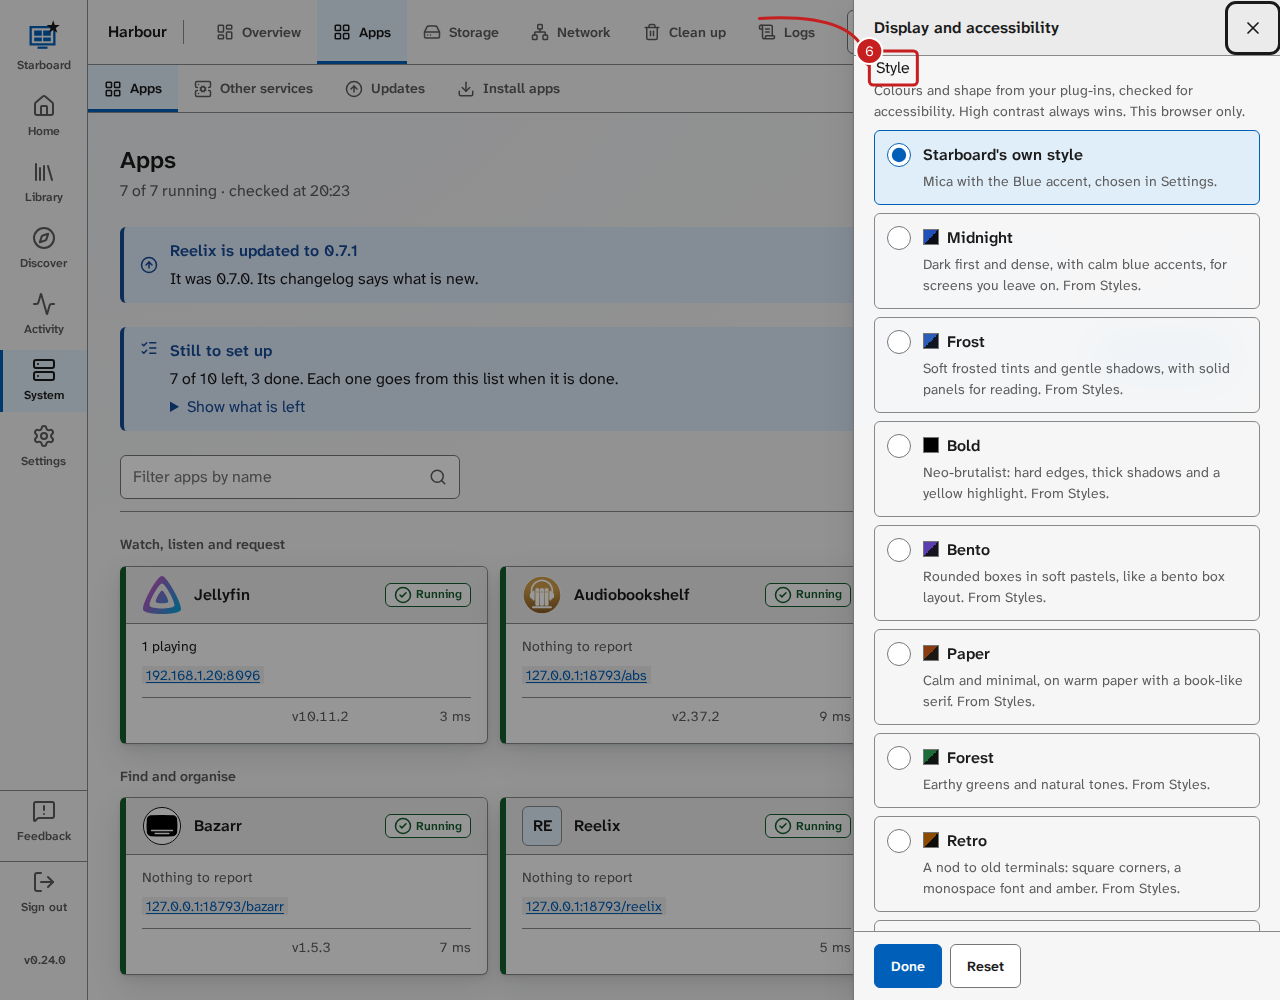 Starboard
Home
Library
Discover
Activity
System
Settings
Feedback
Sign out
v0.24.0
Harbour
Overview
Apps
Storage
Network
Clean up
Logs
Apps
Other services
Updates
Install apps
Apps
7 of 7 running · checked at 20:23
Reelix is updated to 0.7.1
It was 0.7.0. Its changelog says what is new.
Still to set up
7 of 10 left, 3 done. Each one goes from this list when it is done.
Show what is left
Filter apps by name
Watch, listen and request
Jellyfin
Running
1 playing
192.168.1.20:8096
v10.11.2
3 ms
Audiobookshelf
Running
Nothing to report
127.0.0.1:18793/abs
v2.37.2
9 ms
Find and organise
Bazarr
Running
Nothing to report
127.0.0.1:18793/bazarr
v1.5.3
7 ms
RE
Reelix
Running
Nothing to report
127.0.0.1:18793/reelix
5 ms
Display and accessibility
6
Style
Colours and shape from your plug-ins, checked for
accessibility. High contrast always wins. This browser only.
Starboard's own style
Mica with the Blue accent, chosen in Settings.
Midnight
Dark first and dense, with calm blue accents, for
screens you leave on. From Styles.
Frost
Soft frosted tints and gentle shadows, with solid
panels for reading. From Styles.
Bold
Neo-brutalist: hard edges, thick shadows and a
yellow highlight. From Styles.
Bento
Rounded boxes in soft pastels, like a bento box
layout. From Styles.
Paper
Calm and minimal, on warm paper with a book-like
serif. From Styles.
Forest
Earthy greens and natural tones. From Styles.
Retro
A nod to old terminals: square corners, a
monospace font and amber. From Styles.
Done
Reset